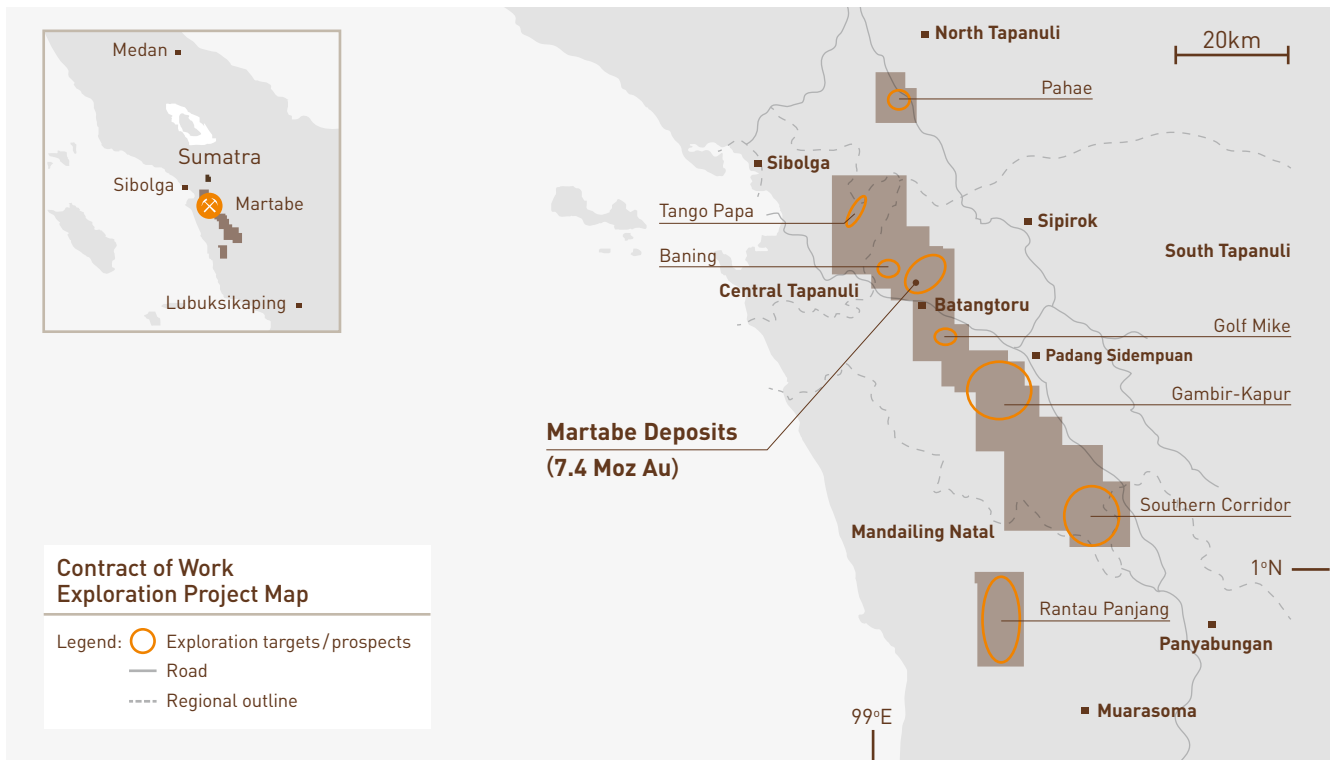 Medan
Sumatra
Sibolga
Martabe
Lubuksikaping
North Tapanuli
20km
Pahae
Sibolga
Tango Papa
Sipirok
Baning
South Tapanuli
Central Tapanuli
Batangtoru
Golf Mike
Padang Sidempuan
Gambir-Kapur
Martabe Deposits
(7.4 Moz Au)
Southern Corridor
Mandailing Natal
1°N
Rantau Panjang
Panyabungan
Muarasoma
99°E
Contract of Work
Exploration Project Map
Legend: Exploration targets/prospects
Road
Regional outline